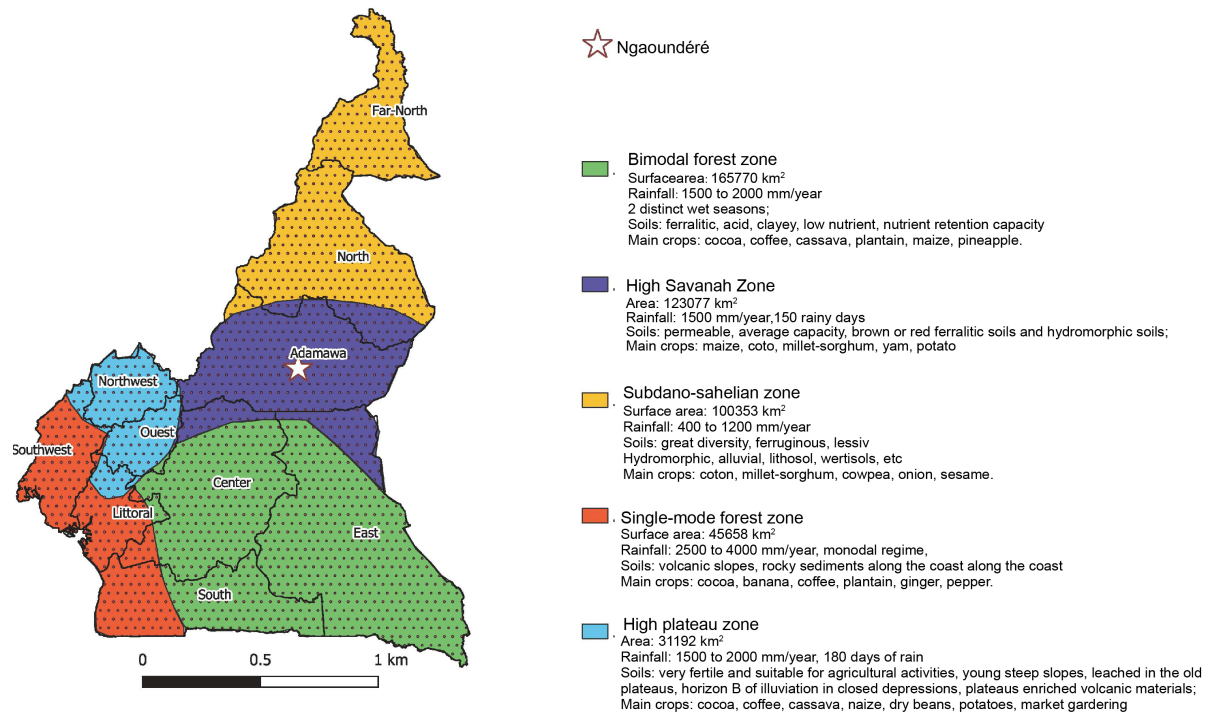 Far-North
North
Adamawa
Northwest
Ouest
Southwest
Center
Littoral
East
South
0 0.5 1 km
Ngaoundéré
Bimodal forest zone
Surfacearea: 165770 km²
Rainfall: 1500 to 2000 mm/year
2 distinct wet seasons;
Soils: ferralitic, acid, clayey, low nutrient, nutrient retention capacity
Main crops: cocoa, coffee, cassava, plantain, maize, pineapple.
High Savanah Zone
Area: 123077 km²
Rainfall: 1500 mm/year,150 rainy days
Soils: permeable, average capacity, brown or red ferralitic soils and hydromorphic soils;
Main crops: maize, coto, millet-sorghum, yam, potato
Subdano-sahelian zone
Surface area: 100353 km²
Rainfall: 400 to 1200 mm/year
Soils: great diversity, ferruginous, lessiv
Hydromorphic, alluvial, lithosol, wertisols, etc
Main crops: coton, millet-sorghum, cowpea, onion, sesame.
Single-mode forest zone
Surface area: 45658 km²
Rainfall: 2500 to 4000 mm/year, monodal regime,
Soils: volcanic slopes, rocky sediments along the coast along the coast
Main crops: cocoa, banana, coffee, plantain, ginger, pepper.
High plateau zone
Area: 31192 km²
Rainfall: 1500 to 2000 mm/year, 180 days of rain
Soils: very fertile and suitable for agricultural activities, young steep slopes, leached in the old
plateaus, horizon B of illuviation in closed depressions, plateaus enriched volcanic materials;
Main crops: cocoa, coffee, cassava, naize, dry beans, potatoes, market gardering